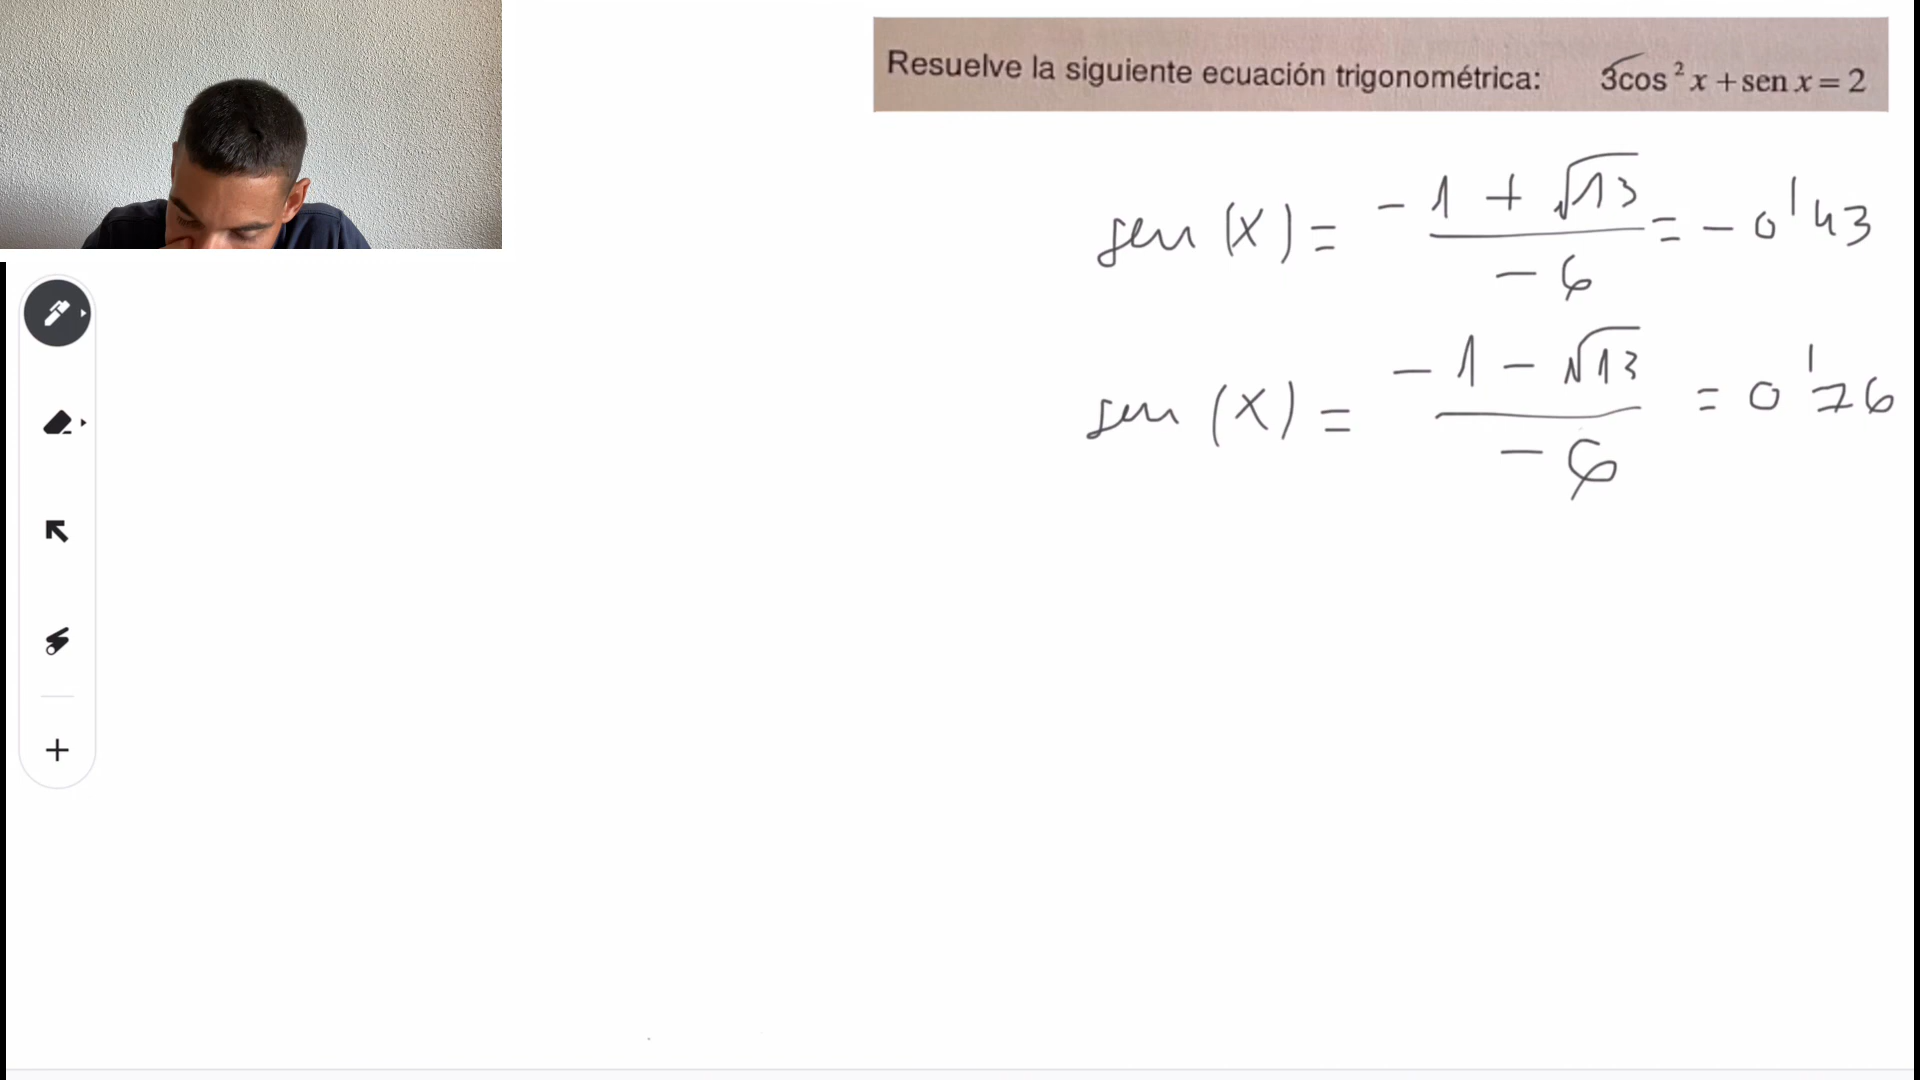 Resuelve la siguiente ecuación trigonométrica: 3cos² x + sen x = 2
sen (x) = (-1 + √13) / -6 = -0'43
sen (x) = (-1 - √13) / -6 = 0'76